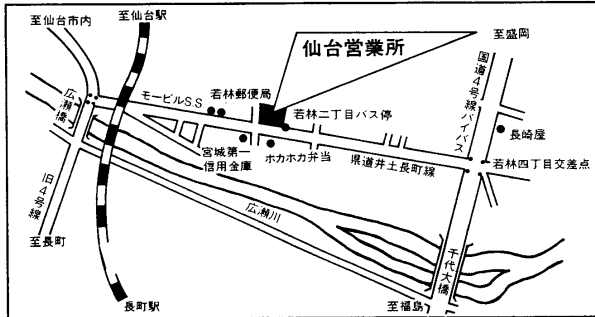 至仙台市内
至仙台駅
仙台営業所
至盛岡
国道4号線バイパス
広瀬橋
モービルS.S
若林郵便局
若林二丁目バス停
長崎屋
宮城第一
信用金庫
ホカホカ弁当
県道井土長町線
若林四丁目交差点
旧4号線
広瀬川
至長町
千代大橋
長町駅
至福島